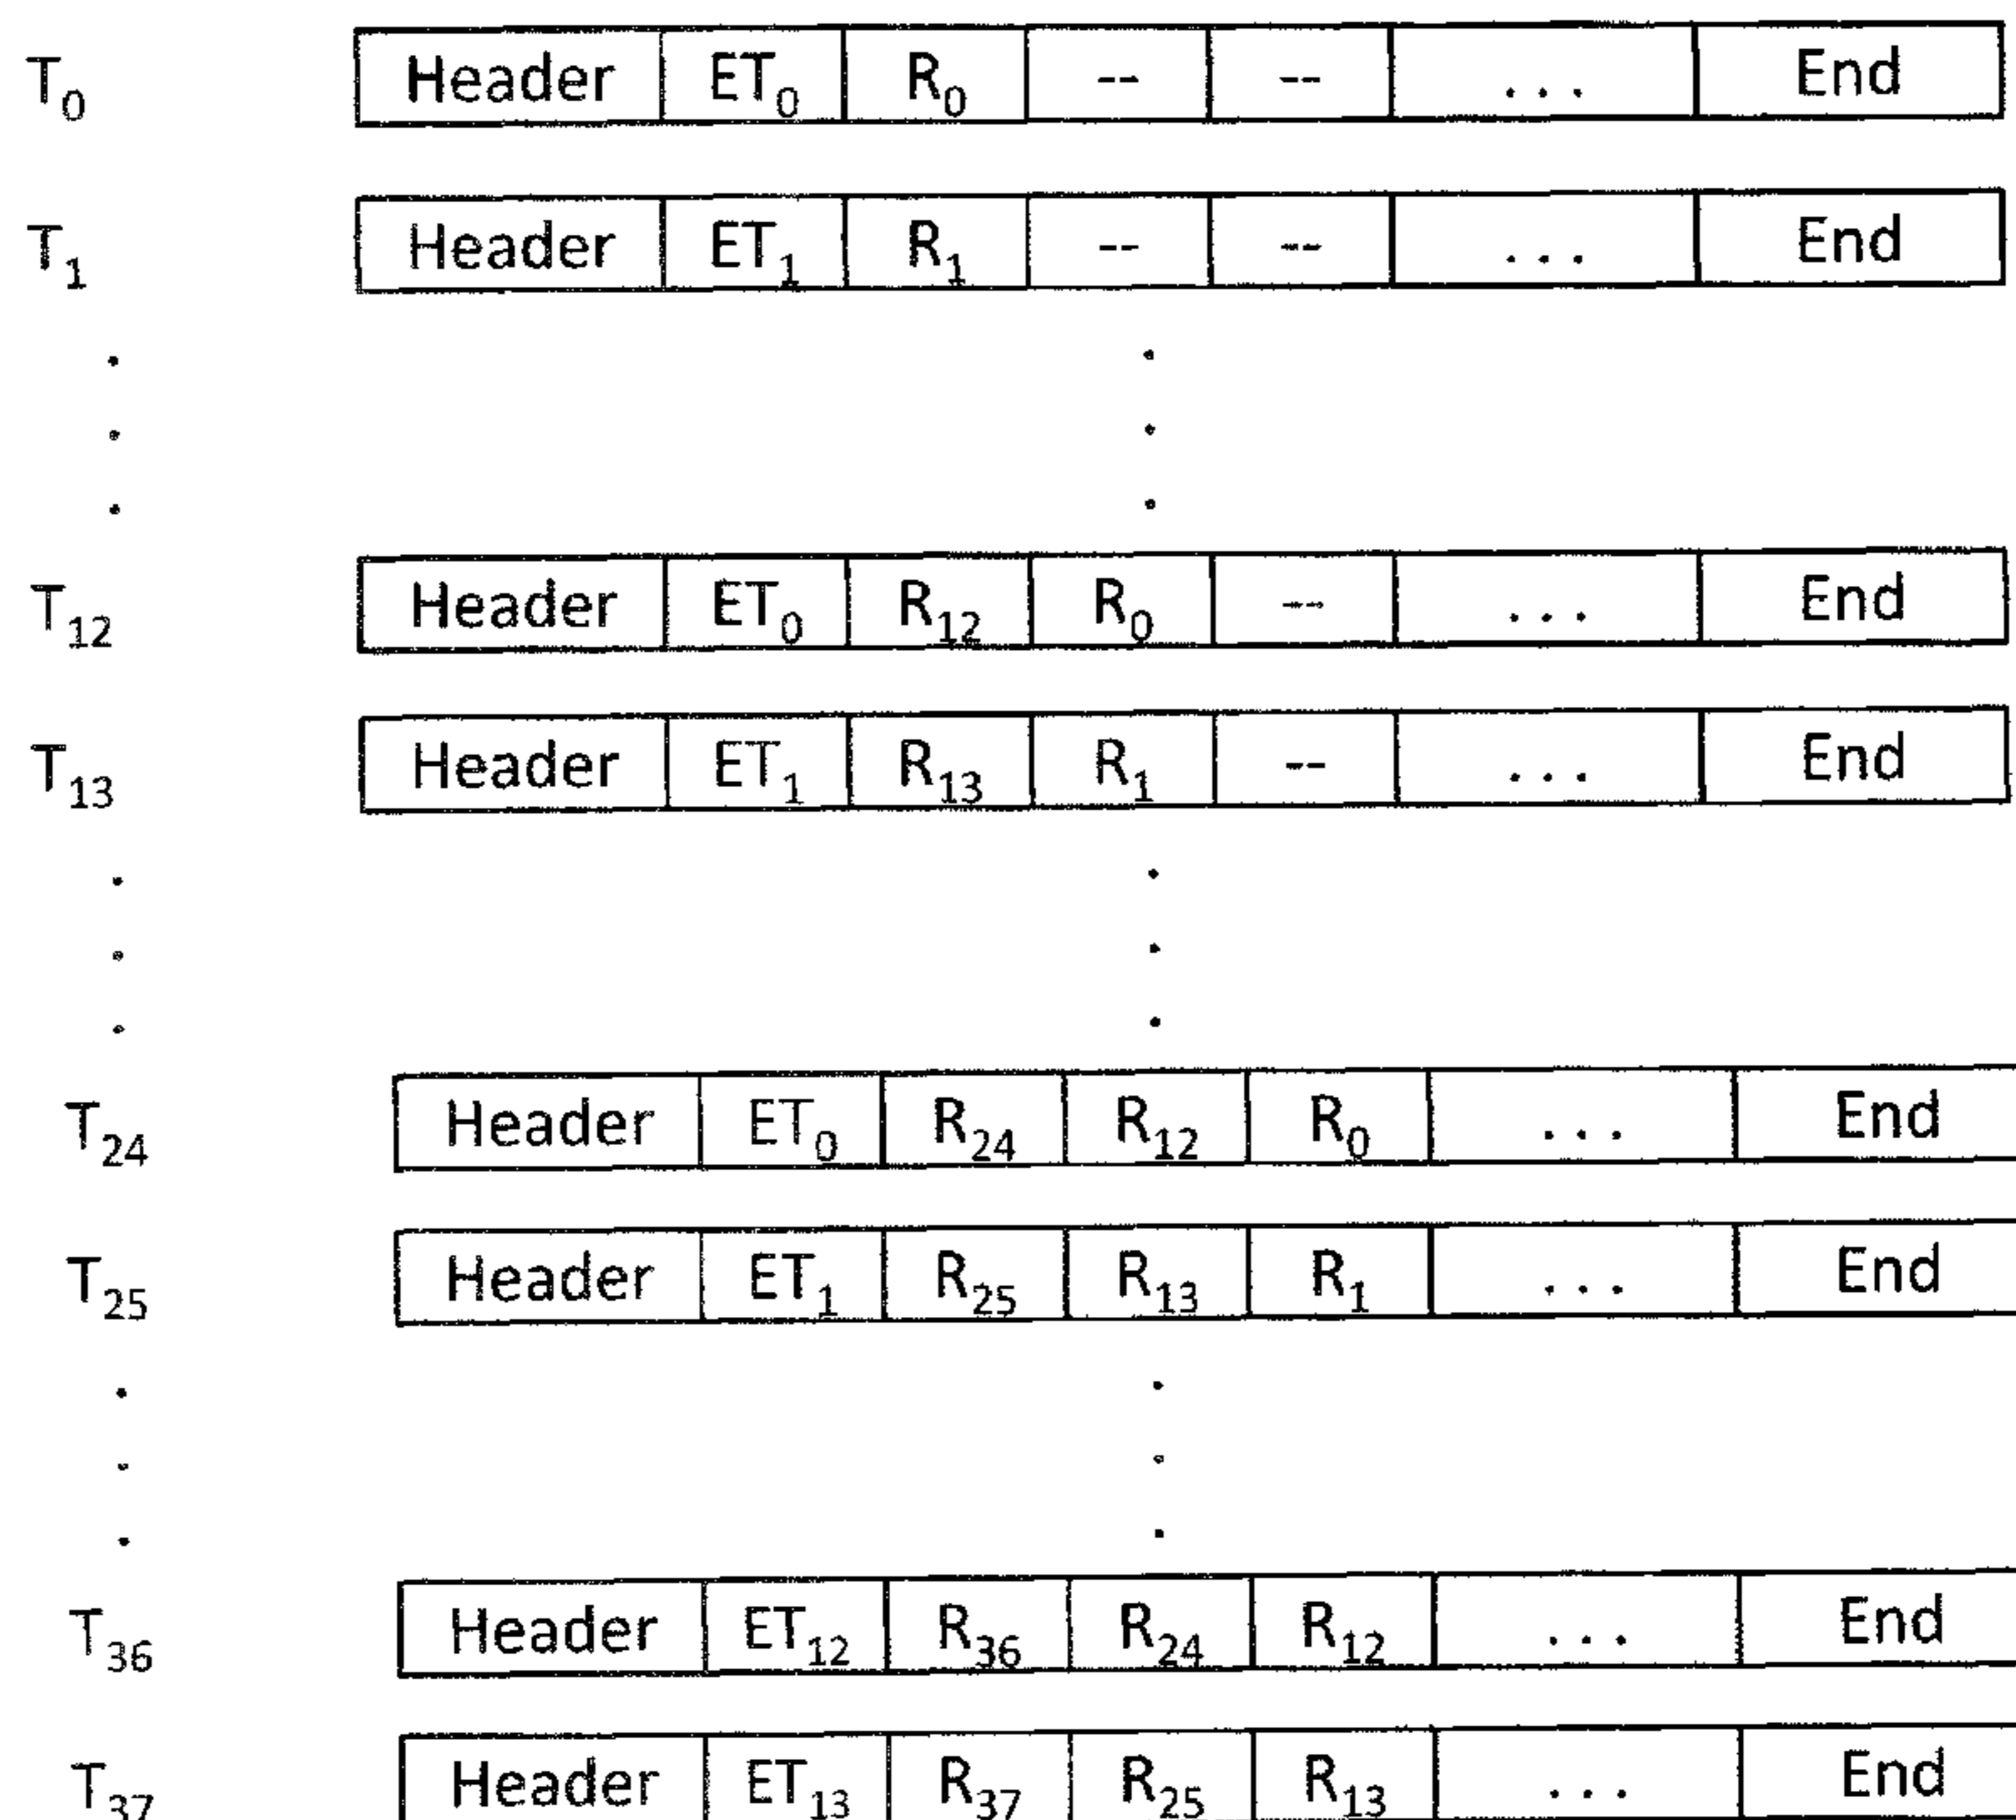 T₀ Header ET₀ R₀ -- -- ... End
T₁ Header ET₁ R₁ -- -- ... End
T₁₂ Header ET₀ R₁₂ R₀ -- ... End
T₁₃ Header ET₁ R₁₃ R₁ -- ... End
T₂₄ Header ET₀ R₂₄ R₁₂ R₀ ... End
T₂₅ Header ET₁ R₂₅ R₁₃ R₁ ... End
T₃₆ Header ET₁₂ R₃₆ R₂₄ R₁₂ ... End
T₃₇ Header ET₁₃ R₃₇ R₂₅ R₁₃ ... End